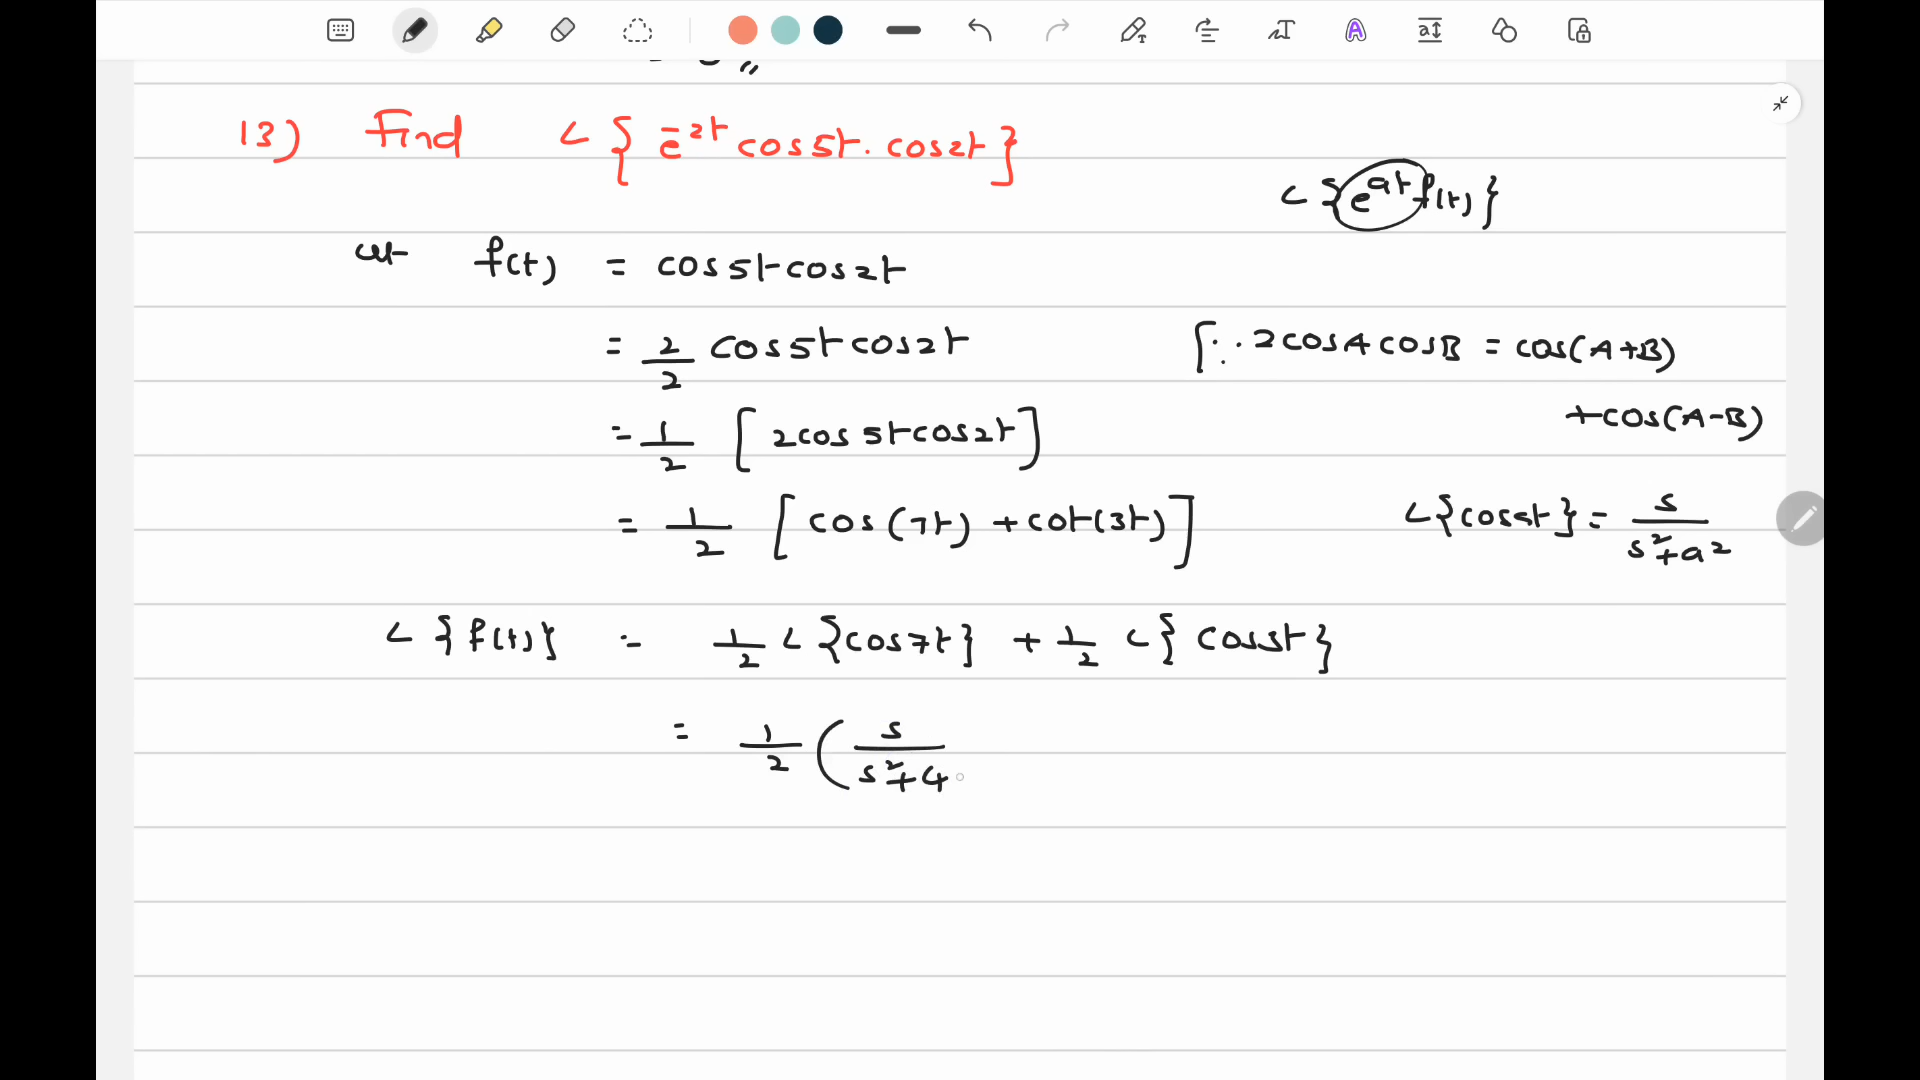 13) Find L{e^-2t cos5t . cos2t}
L{e^at f(t)}
Let f(t) = cos5t cos2t
= 2/2 cos5t cos2t [∵ 2cosA cosB = cos(A+B)
+cos(A-B)
= 1/2 [2cos5t cos2t]
= 1/2 [cos(7t) + cot(3t)] L{cosat} = s/s²+a²
L{f(t)} = 1/2 L{cos7t} + 1/2 L{cos3t}
= 1/2 (s/s²+4